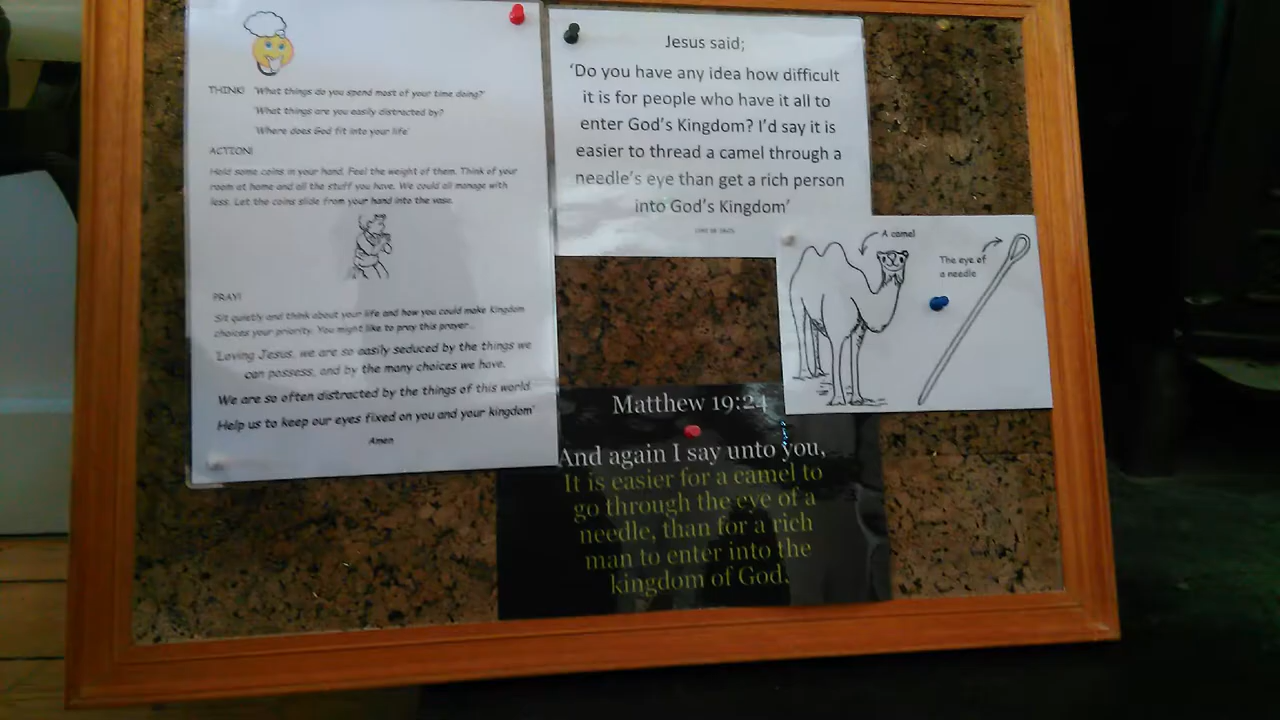 THINK! 'What things do you spend most of your time doing?'
'What things are you easily distracted by?
'Where does God fit into your life'
ACTION!
Hold some coins in your hand. Feel the weight of them. Think of your
room at home and all the stuff you have. We could all manage with
less. Let the coins slide from your hand into the vase.
PRAY!
Sit quietly and think about your life and how you could make Kingdom
choices your priority. You might like to pray this prayer...
'Loving Jesus, we are so easily seduced by the things we
can possess, and by the many choices we have.
We are so often distracted by the things of this world.
Help us to keep our eyes fixed on you and your kingdom'
Amen
Jesus said;
'Do you have any idea how difficult
it is for people who have it all to
enter God's Kingdom? I'd say it is
easier to thread a camel through a
needle's eye than get a rich person
into God's Kingdom'
A camel
The eye of
a needle
Matthew 19:24
And again I say unto you,
It is easier for a camel to
go through the eye of a
needle, than for a rich
man to enter into the
kingdom of God.